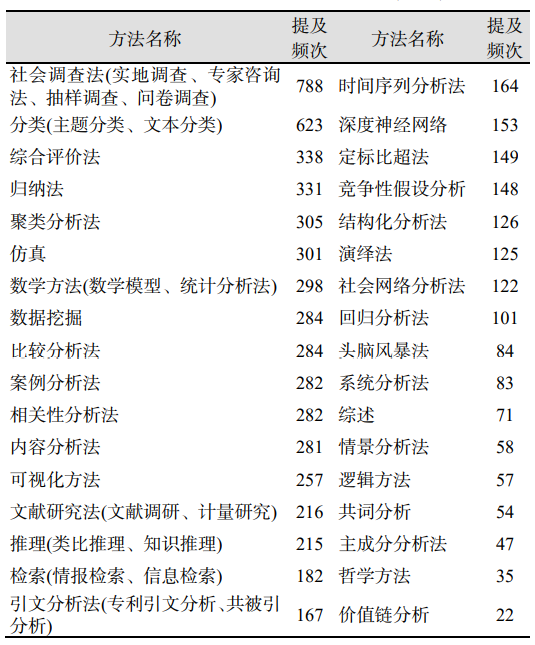 方法名称 提及频次 方法名称 提及频次
社会调查法(实地调查、专家咨询法、抽样调查、问卷调查) 788 时间序列分析法 164
分类(主题分类、文本分类) 623 深度神经网络 153
综合评价法 338 定标比超法 149
归纳法 331 竞争性假设分析 148
聚类分析法 305 结构化分析法 126
仿真 301 演绎法 125
数学方法(数学模型、统计分析法) 298 社会网络分析法 122
数据挖掘 284 回归分析法 101
比较分析法 284 头脑风暴法 84
案例分析法 282 系统分析法 83
相关性分析法 282 综述 71
内容分析法 281 情景分析法 58
可视化方法 257 逻辑方法 57
文献研究法(文献调研、计量研究) 216 共词分析 54
推理(类比推理、知识推理) 215 主成分分析法 47
检索(情报检索、信息检索) 182 哲学方法 35
引文分析法(专利引文分析、共被引分析) 167 价值链分析 22